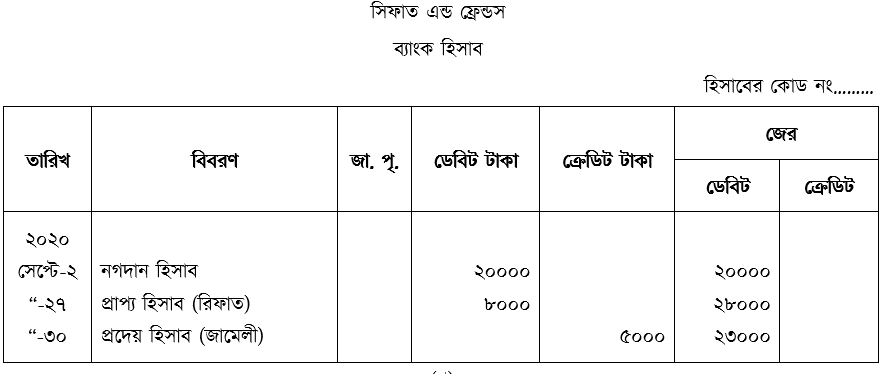 সিফাত এন্ড ফ্রেন্ডস
ব্যাংক হিসাব
হিসাবের কোড নং.........
তারিখ বিবরণ জা. পৃ. ডেবিট টাকা ক্রেডিট টাকা জের
ডেবিট ক্রেডিট
২০২০
সেপ্টে-২ নগদান হিসাব ২০০০০ ২০০০০
“-২৭ প্রাপ্য হিসাব (রিফাত) ৮০০০ ২৮০০০
“-৩০ প্রদেয় হিসাব (জামেলী) ৫০০০ ২৩০০০